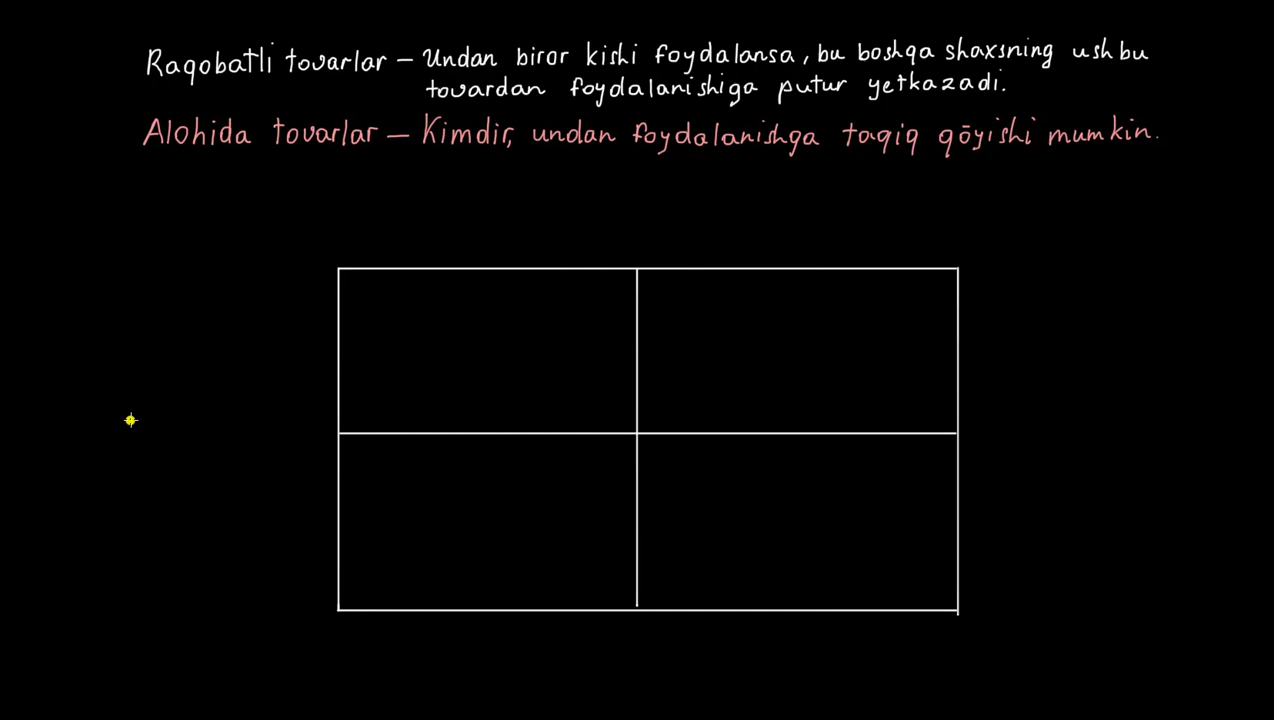 Raqobatli tovarlar – Undan biror kishi foydalansa, bu boshqa shaxsning ushbu
tovardan foydalanishiga putur yetkazadi.
Alohida tovarlar – Kimdir, undan foydalanishga taqiq qōyishi mumkin.